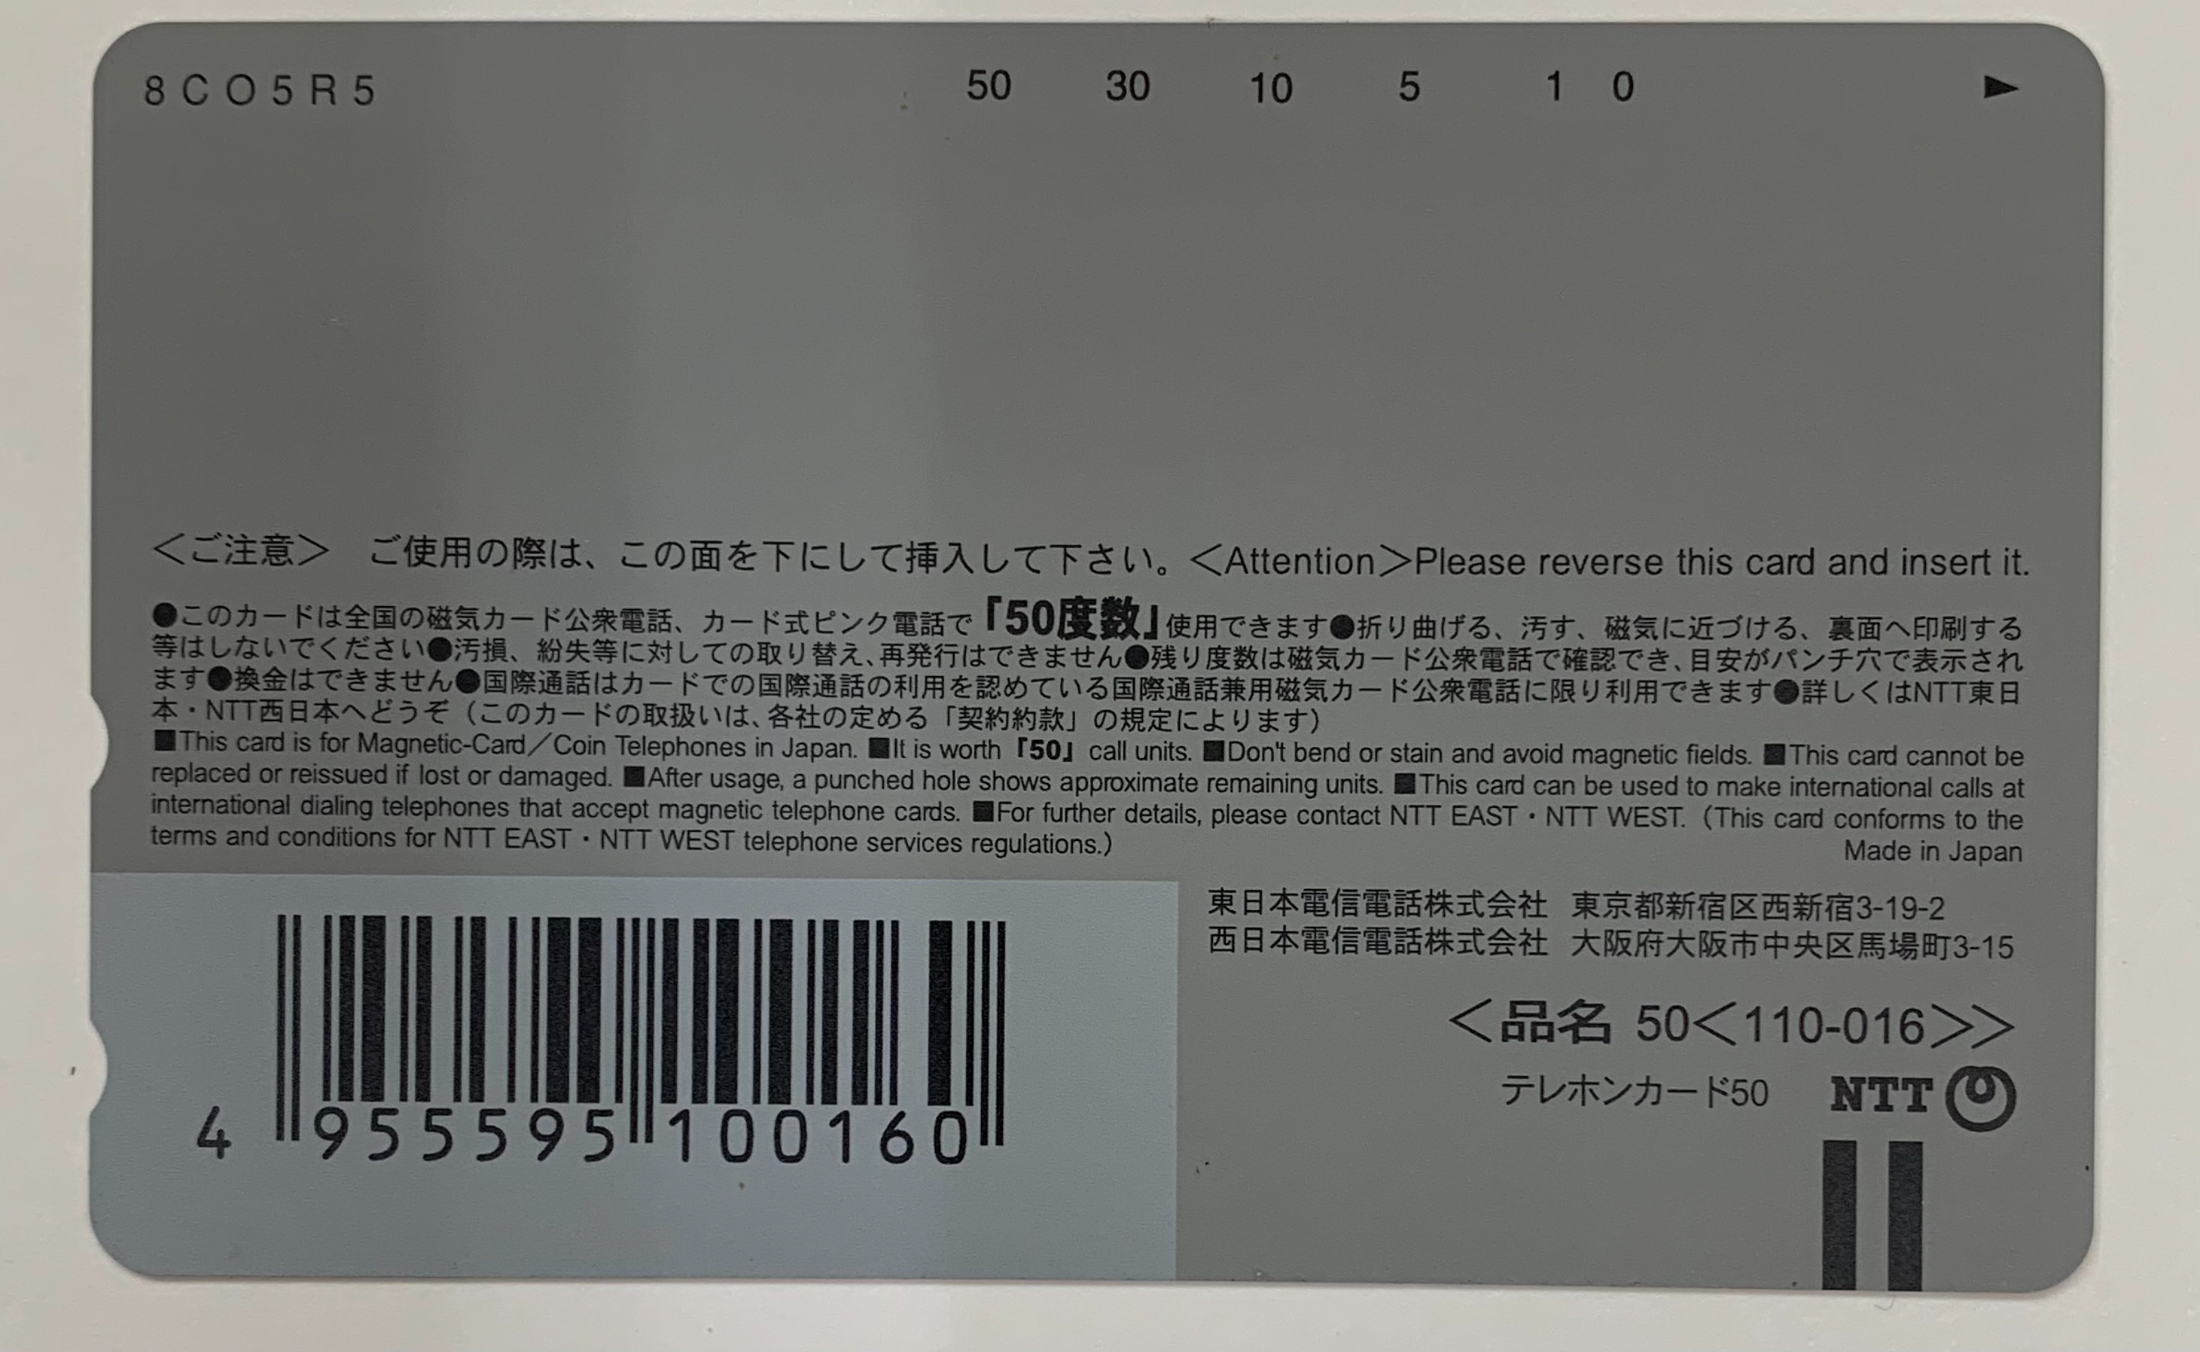 8CO5R5 50 30 10 5 1 0 ▶
＜ご注意＞ ご使用の際は、この面を下にして挿入して下さい。＜Attention＞Please reverse this card and insert it.
●このカードは全国の磁気カード公衆電話、カード式ピンク電話で「50度数」使用できます●折り曲げる、汚す、磁気に近づける、裏面へ印刷する
等はしないでください●汚損、紛失等に対しての取り替え、再発行はできません●残り度数は磁気カード公衆電話で確認でき、目安がパンチ穴で表示され
ます●換金はできません●国際通話はカードでの国際通話の利用を認めている国際通話兼用磁気カード公衆電話に限り利用できます●詳しくはNTT東日
本・NTT西日本へどうぞ（このカードの取扱いは、各社の定める「契約約款」の規定によります）
■This card is for Magnetic-Card／Coin Telephones in Japan. ■It is worth「50」call units. ■Don't bend or stain and avoid magnetic fields. ■This card cannot be
replaced or reissued if lost or damaged. ■After usage, a punched hole shows approximate remaining units. ■This card can be used to make international calls at
international dialing telephones that accept magnetic telephone cards. ■For further details, please contact NTT EAST・NTT WEST.（This card conforms to the
terms and conditions for NTT EAST・NTT WEST telephone services regulations.）
Made in Japan
東日本電信電話株式会社 東京都新宿区西新宿3-19-2
西日本電信電話株式会社 大阪府大阪市中央区馬場町3-15
＜品名 50＜110-016＞＞
テレホンカード50 NTT
4 955595 100160